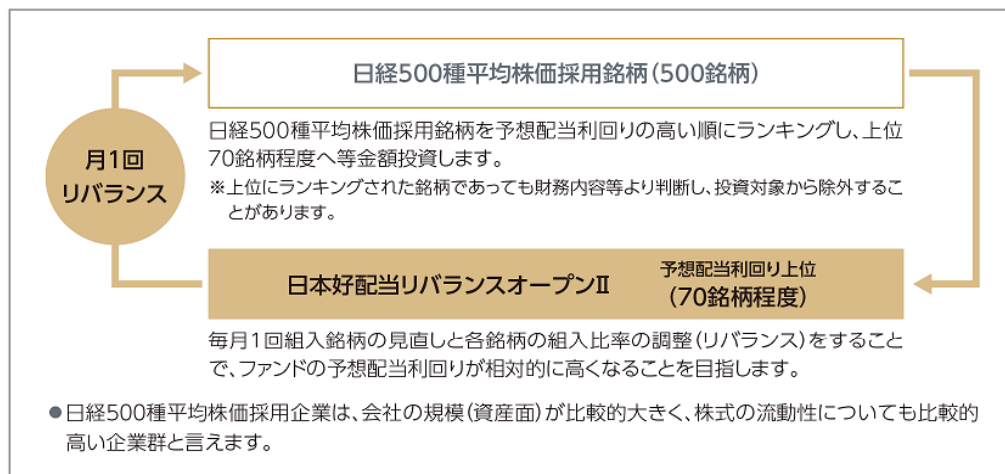 日経500種平均株価採用銘柄(500銘柄)
日経500種平均株価採用銘柄を予想配当利回りの高い順にランキングし、上位
70銘柄程度へ等金額投資します。
※上位にランキングされた銘柄であっても財務内容等より判断し、投資対象から除外するこ
とがあります。
月1回
リバランス
日本好配当リバランスオープンⅡ
予想配当利回り上位
(70銘柄程度)
毎月1回組入銘柄の見直しと各銘柄の組入比率の調整(リバランス)をすること
で、ファンドの予想配当利回りが相対的に高くなることを目指します。
●日経500種平均株価採用企業は、会社の規模(資産面)が比較的大きく、株式の流動性についても比較的
高い企業群と言えます。